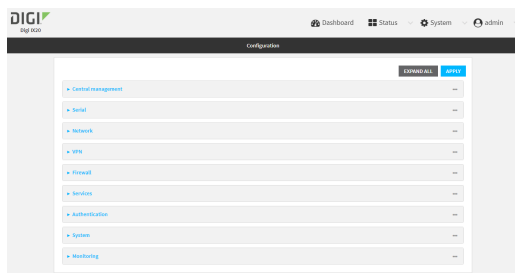 DIGI
Digi IX20
Dashboard
Status
System
admin
Configuration
EXPAND ALL
APPLY
Central management
Serial
Network
VPN
Firewall
Services
Authentication
System
Monitoring